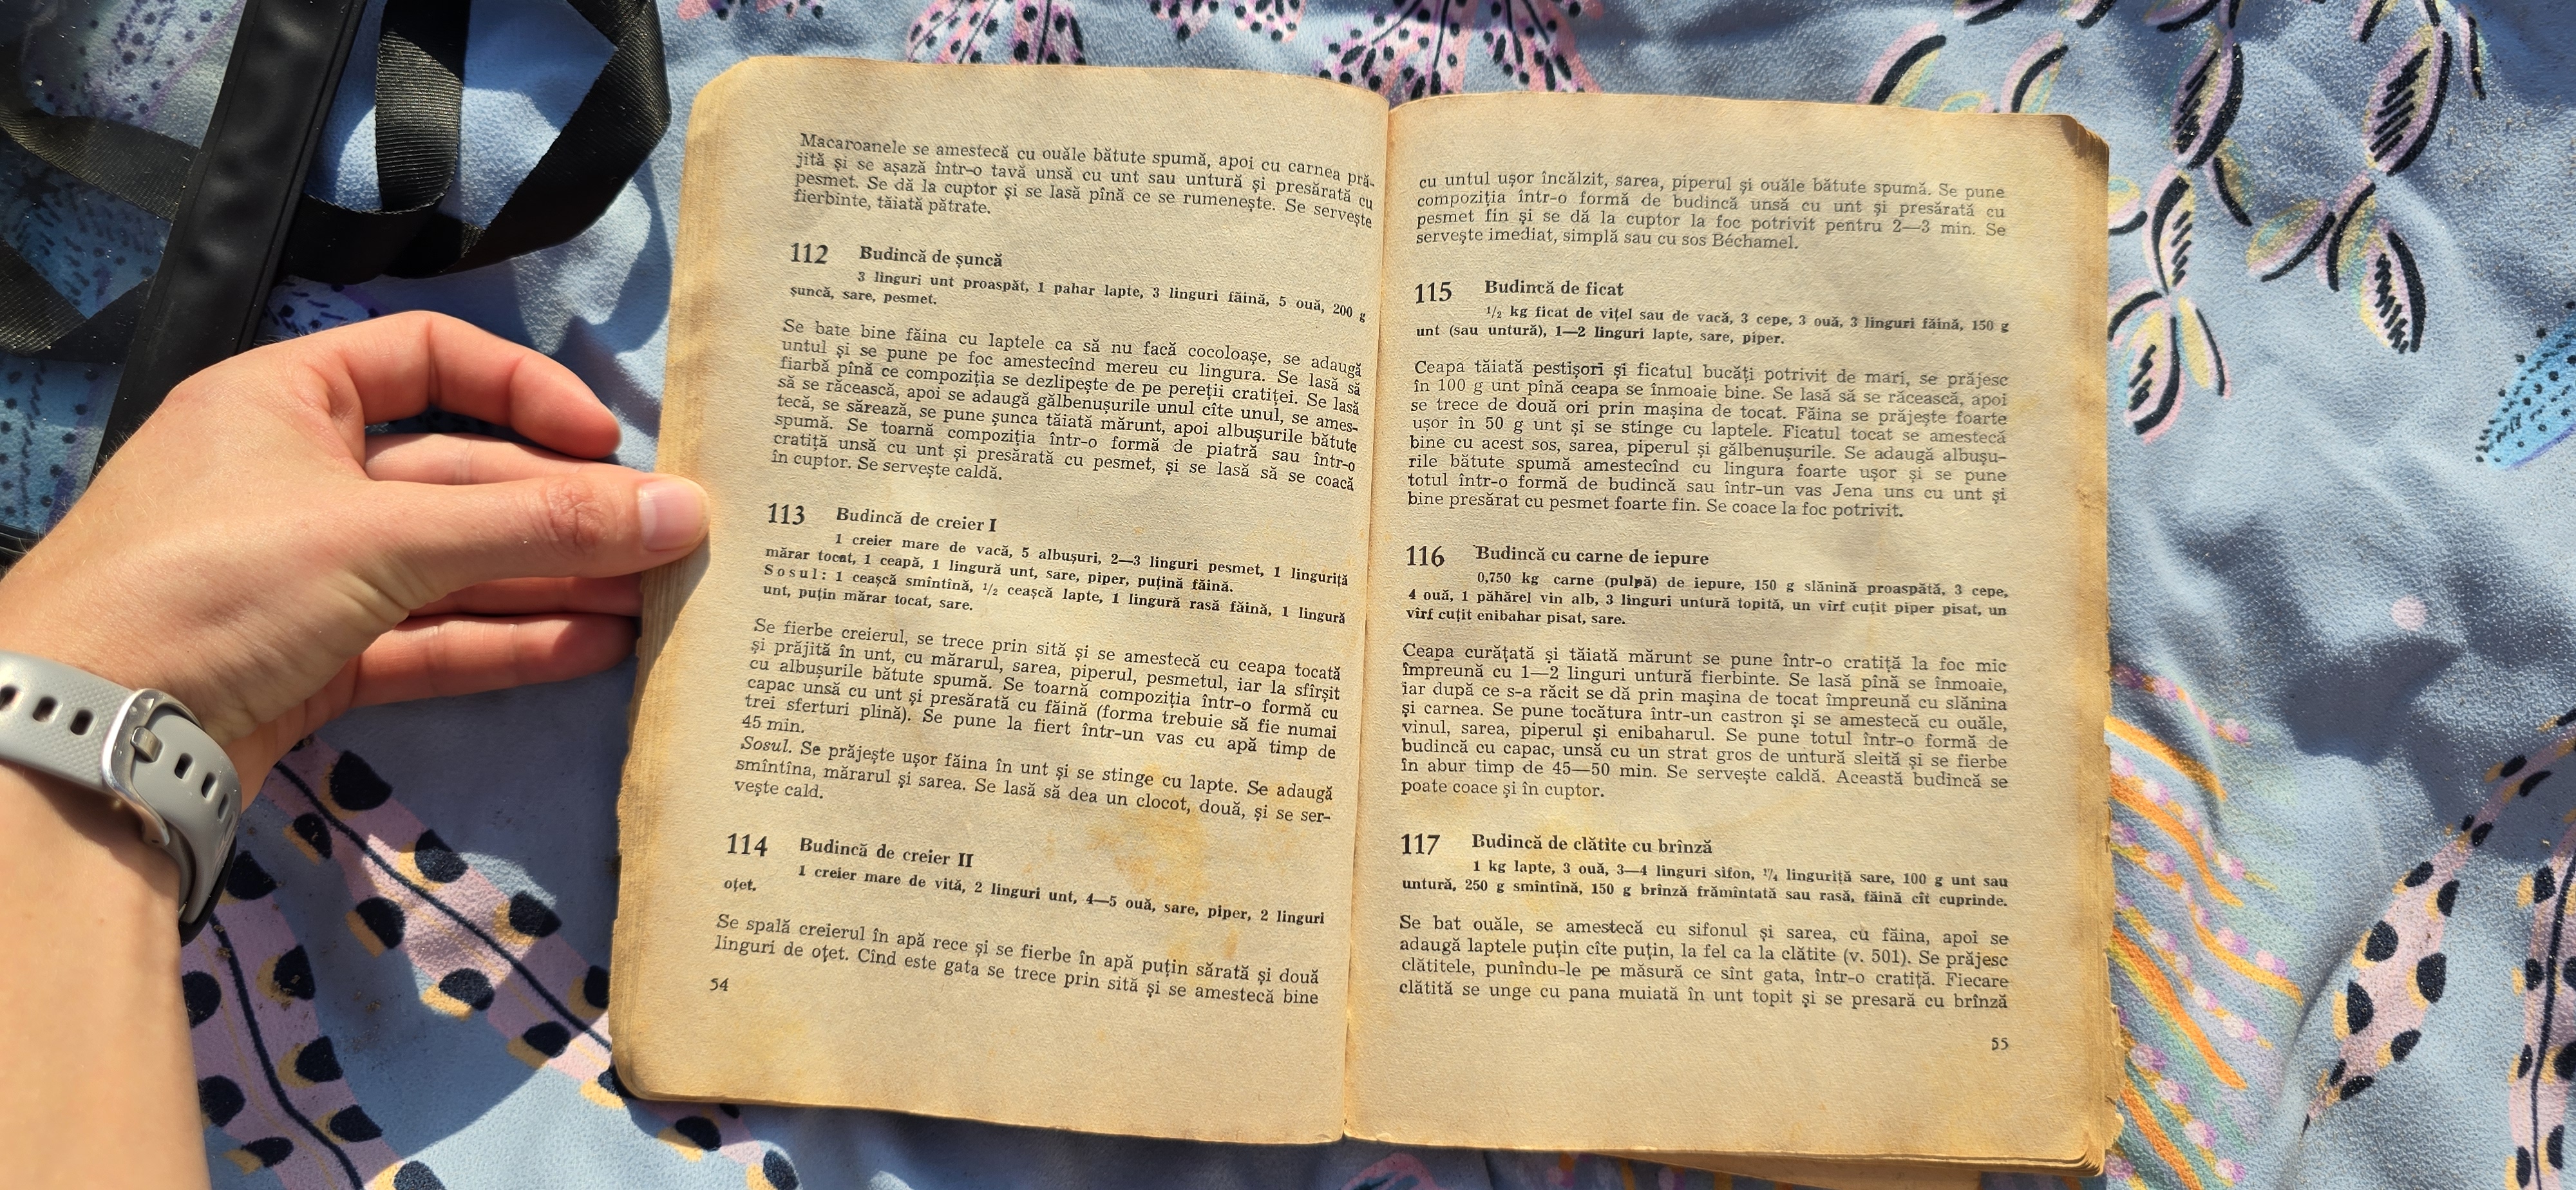 Macaroanele se amestecă cu ouăle bătute spumă, apoi cu carnea pră-
jită și se așază într-o tavă unsă cu unt sau untură și presărată cu
pesmet. Se dă la cuptor și se lasă pînă ce se rumenește. Se servește
fierbinte, tăiată pătrate.
112 Budincă de șuncă
3 linguri unt proaspăt, 1 pahar lapte, 3 linguri făină, 5 ouă, 200 g
șuncă, sare, pesmet.
Se bate bine făina cu laptele ca să nu facă cocoloașe, se adaugă
untul și se pune pe foc amestecînd mereu cu lingura. Se lasă să
fiarbă pînă ce compoziția se dezlipește de pe pereții cratiței. Se lasă
să se răcească, apoi se adaugă gălbenușurile unul cîte unul, se ames-
tecă, se sărează, se pune șunca tăiată mărunt, apoi albușurile bătute
spumă. Se toarnă compoziția într-o formă de piatră sau într-o
cratiță unsă cu unt și presărată cu pesmet, și se lasă să se coacă
în cuptor. Se servește caldă.
113 Budincă de creier I
1 creier mare de vacă, 5 albușuri, 2—3 linguri pesmet, 1 linguriță
mărar tocat, 1 ceapă, 1 lingură unt, sare, piper, puțină făină.
Sosul: 1 ceașcă smîntînă, 1/2 ceașcă lapte, 1 lingură rasă făină, 1 lingură
unt, puțin mărar tocat, sare.
Se fierbe creierul, se trece prin sită și se amestecă cu ceapa tocată
și prăjită în unt, cu mărarul, sarea, piperul, pesmetul, iar la sfîrșit
cu albușurile bătute spumă. Se toarnă compoziția într-o formă cu
capac unsă cu unt și presărată cu făină (forma trebuie să fie numai
trei sferturi plină). Se pune la fiert într-un vas cu apă timp de
45 min.
Sosul. Se prăjește ușor făina în unt și se stinge cu lapte. Se adaugă
smîntîna, mărarul și sarea. Se lasă să dea un clocot, două, și se ser-
vește cald.
114 Budincă de creier II
1 creier mare de vită, 2 linguri unt, 4—5 ouă, sare, piper, 2 linguri
oțet.
Se spală creierul în apă rece și se fierbe în apă puțin sărată și două
linguri de oțet. Cînd este gata se trece prin sită și se amestecă bine
54
cu untul ușor încălzit, sarea, piperul și ouăle bătute spumă. Se pune
compoziția într-o formă de budincă unsă cu unt și presărată cu
pesmet fin și se dă la cuptor la foc potrivit pentru 2—3 min. Se
servește imediat, simplă sau cu sos Béchamel.
115 Budincă de ficat
1/2 kg ficat de vițel sau de vacă, 3 cepe, 3 ouă, 3 linguri făină, 150 g
unt (sau untură), 1—2 linguri lapte, sare, piper.
Ceapa tăiată peștișori și ficatul bucăți potrivit de mari, se prăjesc
în 100 g unt pînă ceapa se înmoaie bine. Se lasă să se răcească, apoi
se trece de două ori prin mașina de tocat. Făina se prăjește foarte
ușor în 50 g unt și se stinge cu laptele. Ficatul tocat se amestecă
bine cu acest sos, sarea, piperul și gălbenușurile. Se adaugă albușu-
rile bătute spumă amestecînd cu lingura foarte ușor și se pune
totul într-o formă de budincă sau într-un vas Jena uns cu unt și
bine presărat cu pesmet foarte fin. Se coace la foc potrivit.
116 Budincă cu carne de iepure
0,750 kg carne (pulpă) de iepure, 150 g slănină proaspătă, 3 cepe,
4 ouă, 1 păhărel vin alb, 3 linguri untură topită, un vîrf cuțit piper pisat, un
vîrf cuțit enibahar pisat, sare.
Ceapa curățată și tăiată mărunt se pune într-o cratiță la foc mic
împreună cu 1—2 linguri untură fierbinte. Se lasă pînă se înmoaie,
iar după ce s-a răcit se dă prin mașina de tocat împreună cu slănina
și carnea. Se pune tocătura într-un castron și se amestecă cu ouăle,
vinul, sarea, piperul și enibaharul. Se pune totul într-o formă de
budincă cu capac, unsă cu un strat gros de untură sleită și se fierbe
în abur timp de 45—50 min. Se servește caldă. Această budincă se
poate coace și în cuptor.
117 Budincă de clătite cu brînză
1 kg lapte, 3 ouă, 3—4 linguri sifon, 1/4 linguriță sare, 100 g unt sau
untură, 250 g smîntînă, 150 g brînză frămîntată sau rasă, făină cît cuprinde.
Se bat ouăle, se amestecă cu sifonul și sarea, cu făina, apoi se
adaugă laptele puțin cîte puțin, la fel ca la clătite (v. 501). Se prăjesc
clătitele, punîndu-le pe măsură ce sînt gata, într-o cratiță. Fiecare
clătită se unge cu pana muiată în unt topit și se presară cu brînză
55